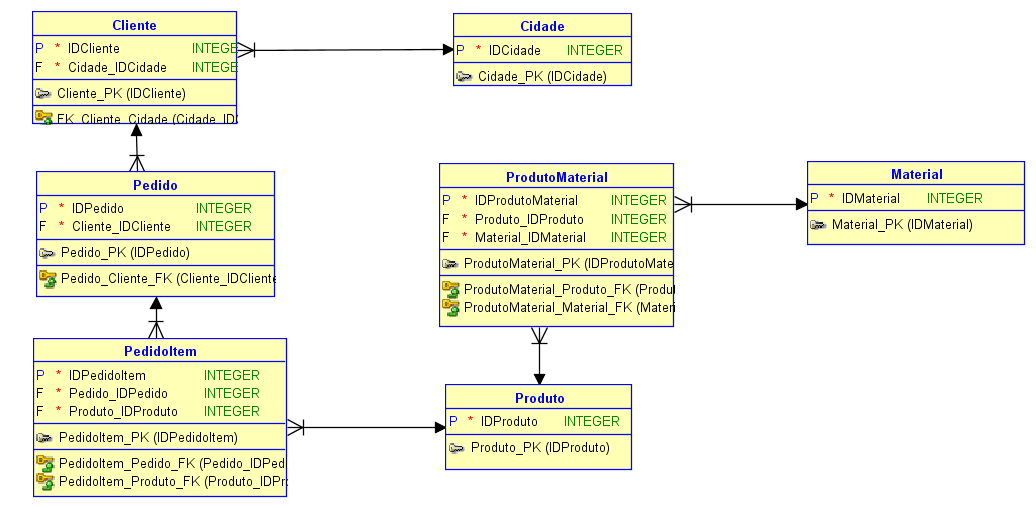 Cliente
P * IDCliente INTEGE
F * Cidade_IDCidade INTEGE
Cliente_PK (IDCliente)
FK_Cliente_Cidade (Cidade_ID
Cidade
P * IDCidade INTEGER
Cidade_PK (IDCidade)
Pedido
P * IDPedido INTEGER
F * Cliente_IDCliente INTEGER
Pedido_PK (IDPedido)
Pedido_Cliente_FK (Cliente_IDCliente
ProdutoMaterial
P * IDProdutoMaterial INTEGER
F * Produto_IDProduto INTEGER
F * Material_IDMaterial INTEGER
ProdutoMaterial_PK (IDProdutoMate
ProdutoMaterial_Produto_FK (Produ
ProdutoMaterial_Material_FK (Materi
Material
P * IDMaterial INTEGER
Material_PK (IDMaterial)
PedidoItem
P * IDPedidoItem INTEGER
F * Pedido_IDPedido INTEGER
F * Produto_IDProduto INTEGER
PedidoItem_PK (IDPedidoItem)
PedidoItem_Pedido_FK (Pedido_IDPedi
PedidoItem_Produto_FK (Produto_IDPr
Produto
P * IDProduto INTEGER
Produto_PK (IDProduto)